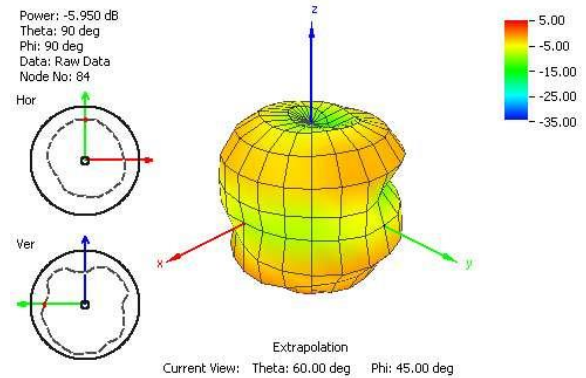 Power: -5.950 dB
Theta: 90 deg
Phi: 90 deg
Data: Raw Data
Node No: 84
Hor
Ver
z
x
y
5.00
-5.00
-15.00
-25.00
-35.00
Extrapolation
Current View: Theta: 60.00 deg Phi: 45.00 deg